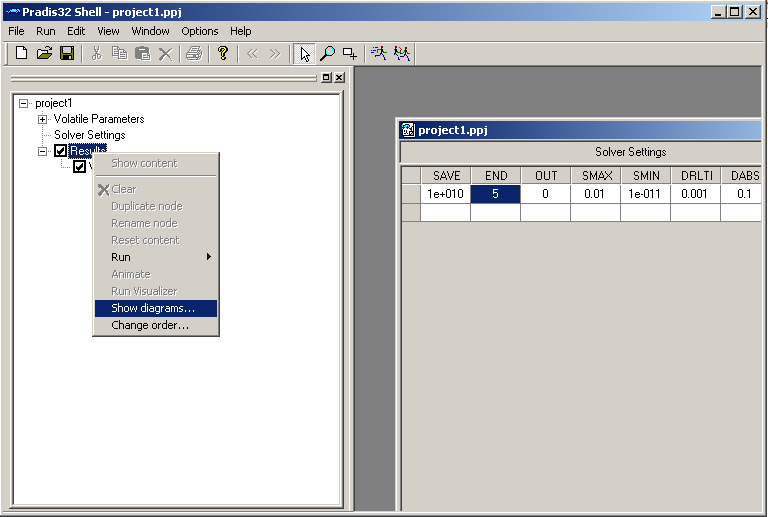 Pradis32 Shell - project1.ppj
File Run Edit Window Options Help
project1
Volatile Parameters
Solver Settings
Results
Show content
Clear
Duplicate node
Rename node
Reset content
Run
Animate
Run Visualizer
Show diagrams...
Change order...
project1.ppj
Solver Settings
SAVE END OUT SMAX SMIN DRLTI DABS
1e+010 5 0 0.01 1e-011 0.001 0.1